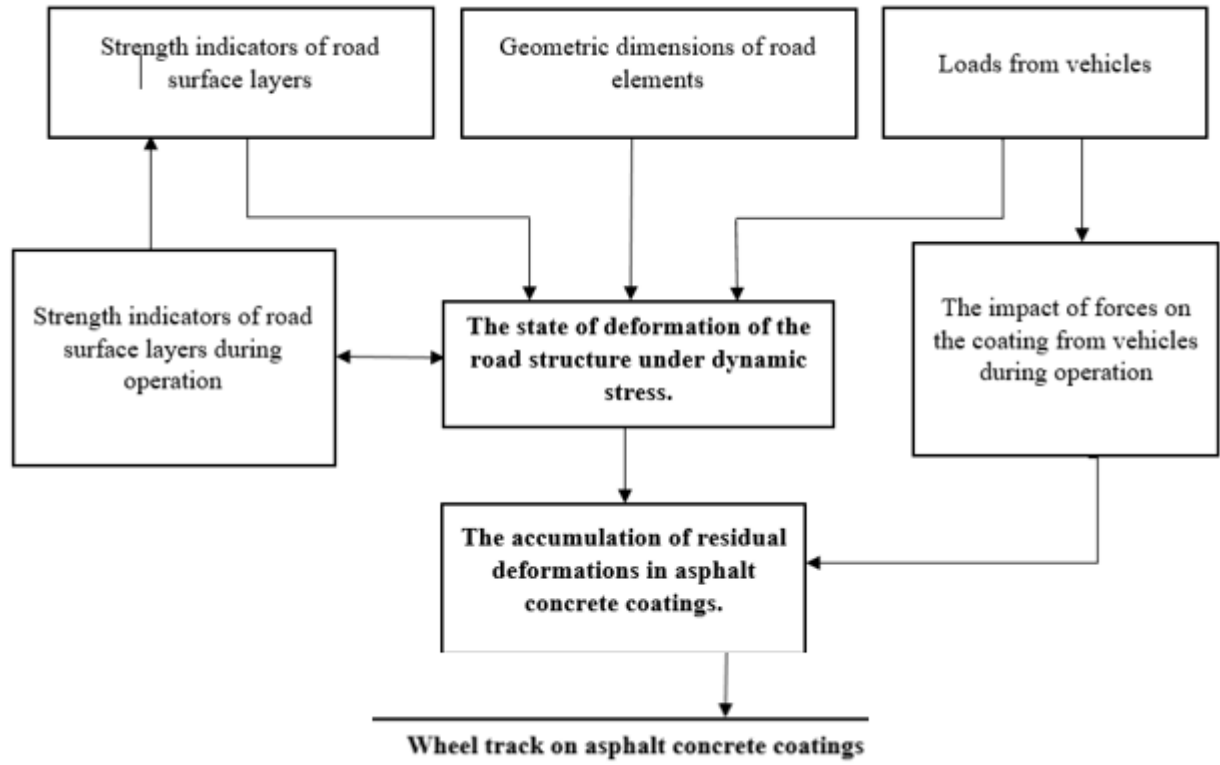 Strength indicators of road
surface layers
Geometric dimensions of road
elements
Loads from vehicles
Strength indicators of road
surface layers during
operation
The state of deformation of the
road structure under dynamic
stress.
The impact of forces on
the coating from vehicles
during operation
The accumulation of residual
deformations in asphalt
concrete coatings.
Wheel track on asphalt concrete coatings